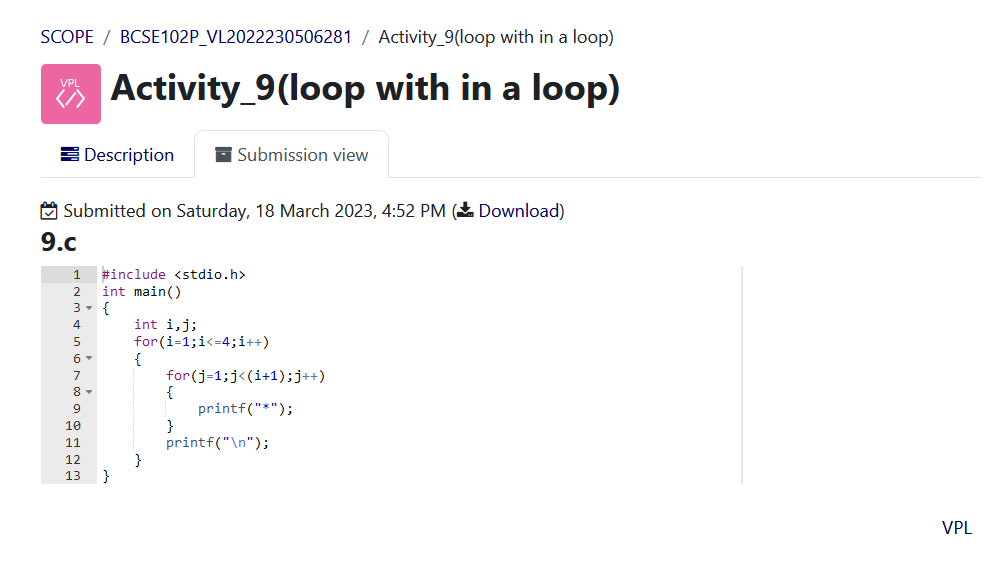 SCOPE / BCSE102P_VL2022230506281 / Activity_9(loop with in a loop)
VPL
Activity_9(loop with in a loop)
Description
Submission view
Submitted on Saturday, 18 March 2023, 4:52 PM (Download)
9.c
1 #include <stdio.h>
2 int main()
3 {
4     int i,j;
5     for(i=1;i<=4;i++)
6     {
7         for(j=1;j<(i+1);j++)
8         {
9             printf("*");
10         }
11         printf("\n");
12     }
13 }
VPL